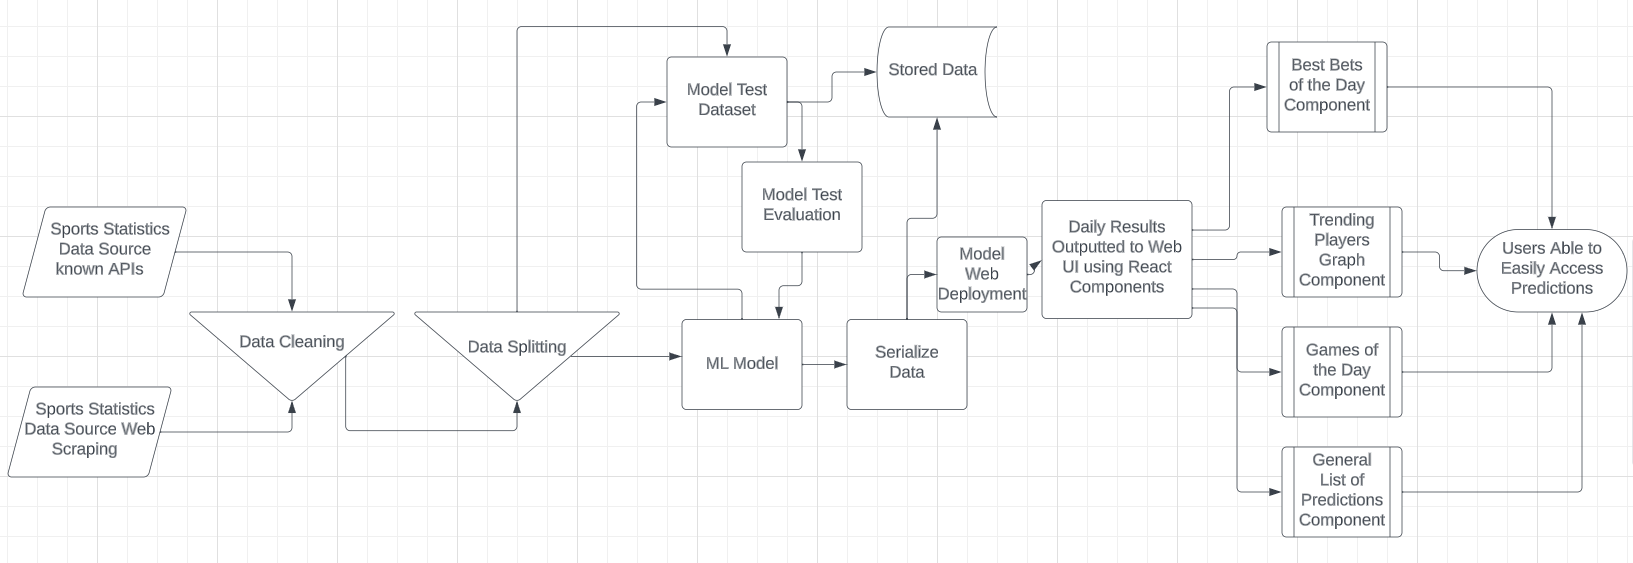 Sports Statistics
Data Source
known APIs
Sports Statistics
Data Source Web
Scraping
Data Cleaning
Data Splitting
Model Test
Dataset
Stored Data
Model Test
Evaluation
ML Model
Serialize
Data
Model
Web
Deployment
Daily Results
Outputted to Web
UI using React
Components
Best Bets
of the Day
Component
Trending
Players
Graph
Component
Games of
the Day
Component
General
List of
Predictions
Component
Users Able to
Easily Access
Predictions